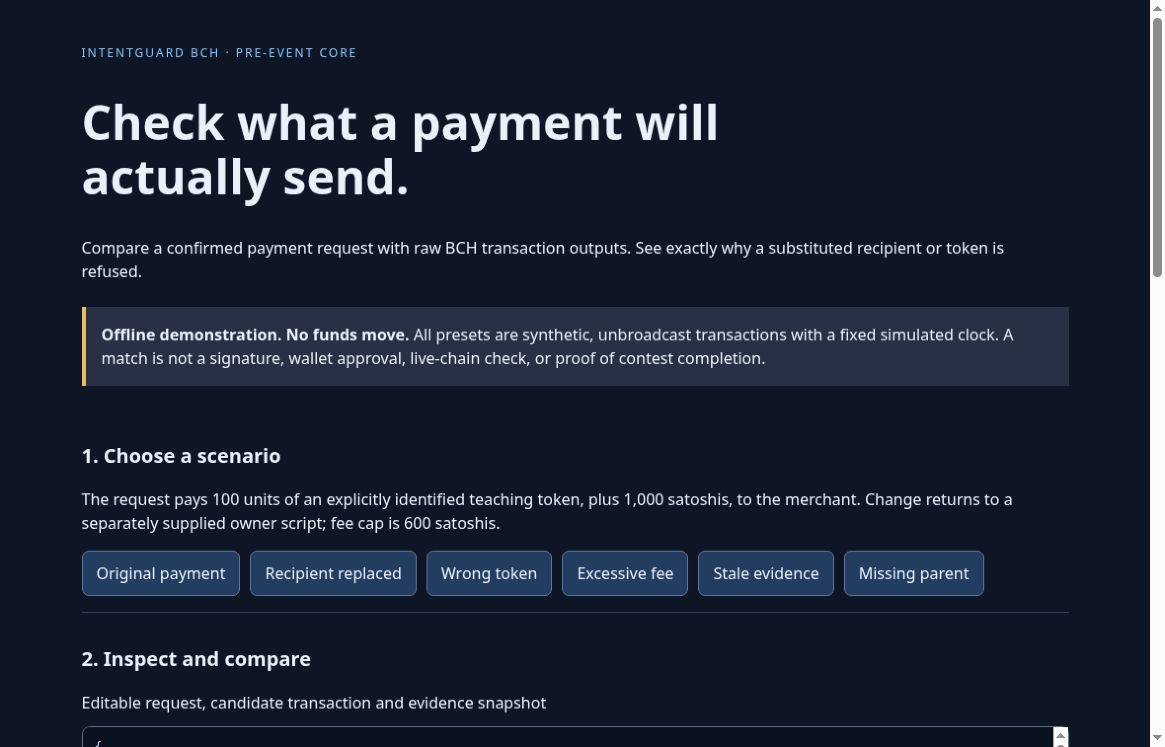 INTENTGUARD BCH · PRE-EVENT CORE
Check what a payment will
actually send.
Compare a confirmed payment request with raw BCH transaction outputs. See exactly why a substituted recipient or token is
refused.
Offline demonstration. No funds move. All presets are synthetic, unbroadcast transactions with a fixed simulated clock. A
match is not a signature, wallet approval, live-chain check, or proof of contest completion.
1. Choose a scenario
The request pays 100 units of an explicitly identified teaching token, plus 1,000 satoshis, to the merchant. Change returns to a
separately supplied owner script; fee cap is 600 satoshis.
Original payment Recipient replaced Wrong token Excessive fee Stale evidence Missing parent
2. Inspect and compare
Editable request, candidate transaction and evidence snapshot
{